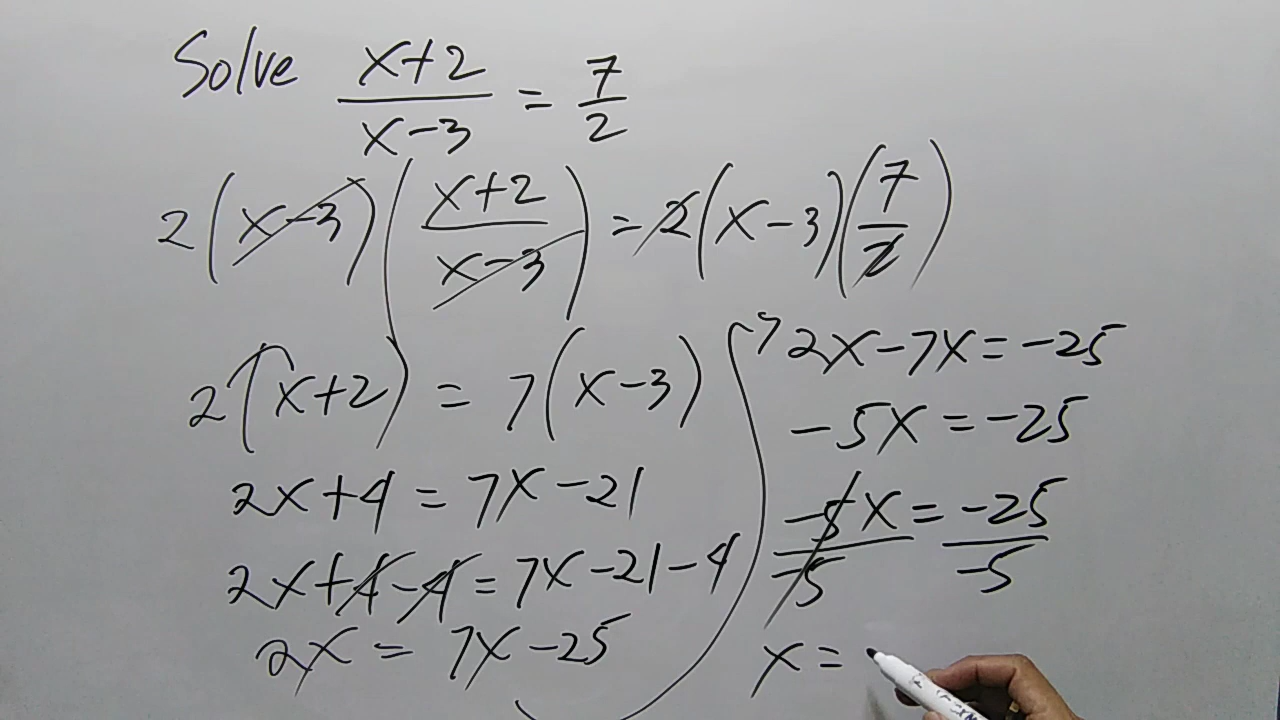 Solve (x+2)/(x-3) = 7/2
2(x-3)((x+2)/(x-3)) = 2(x-3)(7/2)
2(x+2) = 7(x-3)
2x+4 = 7x-21
2x+4-4 = 7x-21-4
2x = 7x-25
2x-7x = -25
-5x = -25
-5x/-5 = -25/-5
x =